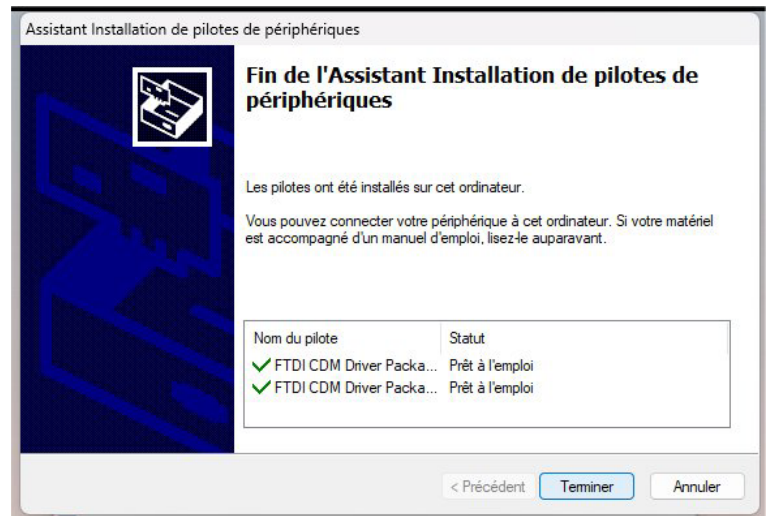 Assistant Installation de pilotes de périphériques
Fin de l'Assistant Installation de pilotes de
périphériques
Les pilotes ont été installés sur cet ordinateur.
Vous pouvez connecter votre périphérique à cet ordinateur. Si votre matériel
est accompagné d'un manuel d'emploi, lisez-le auparavant.
Nom du pilote Statut
FTDI CDM Driver Packa... Prêt à l'emploi
FTDI CDM Driver Packa... Prêt à l'emploi
< Précédent Terminer Annuler